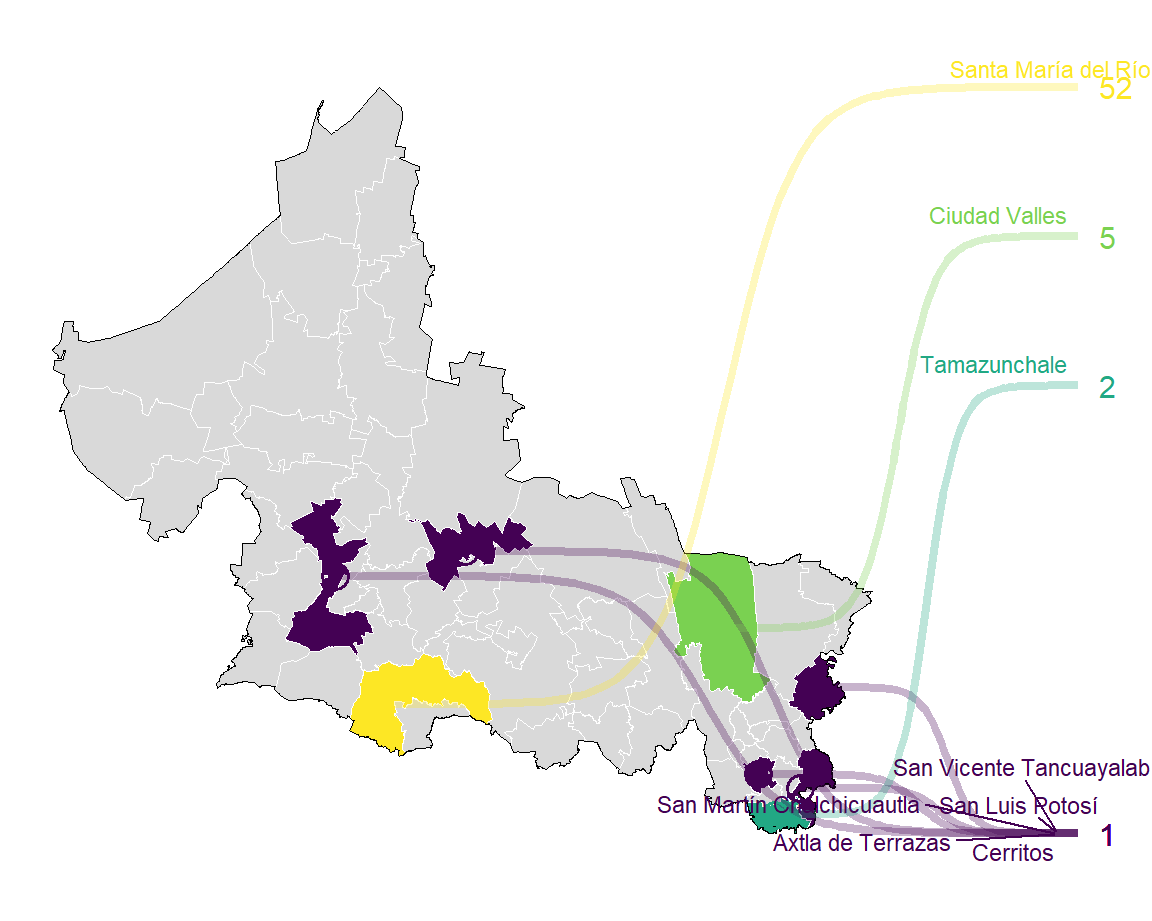 Santa María del Río
52
Ciudad Valles
5
Tamazunchale
2
San Vicente Tancuayalab
San Martín Chalchicuautla
San Luis Potosí
1
Axtla de Terrazas
Cerritos